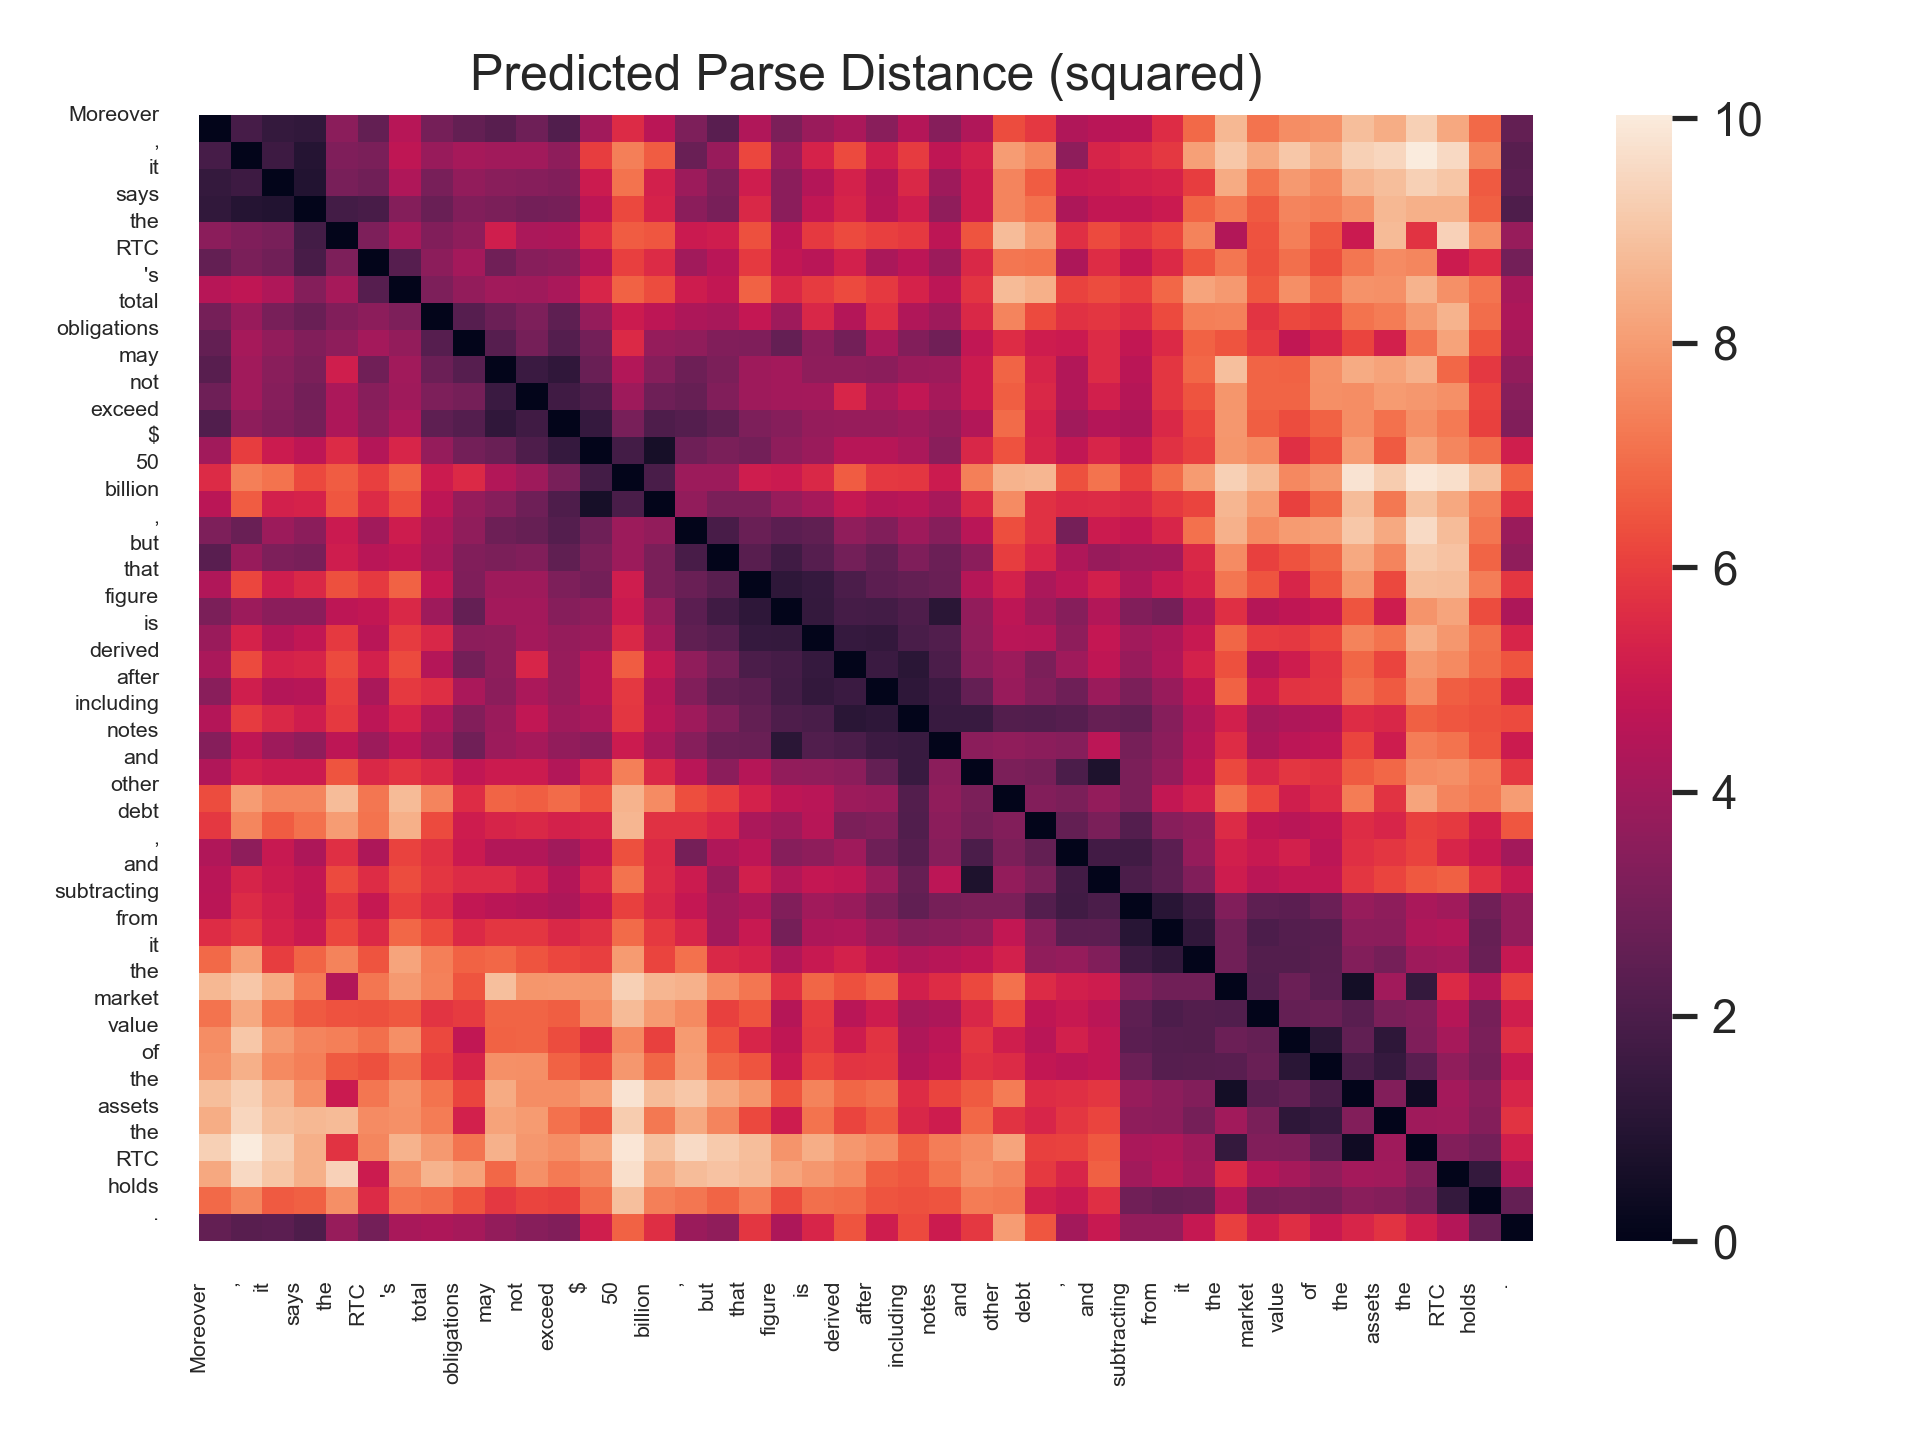 Predicted Parse Distance (squared)
Moreover
,
it
says
the
RTC
's
total
obligations
may
not
exceed
$
50
billion
,
but
that
figure
is
derived
after
including
notes
and
other
debt
,
and
subtracting
from
it
the
market
value
of
the
assets
the
RTC
holds
.
10
8
6
4
2
0
Moreover
,
it
says
the
RTC
's
total
obligations
may
not
exceed
$
50
billion
,
but
that
figure
is
derived
after
including
notes
and
other
debt
,
and
subtracting
from
it
the
market
value
of
the
assets
the
RTC
holds
.